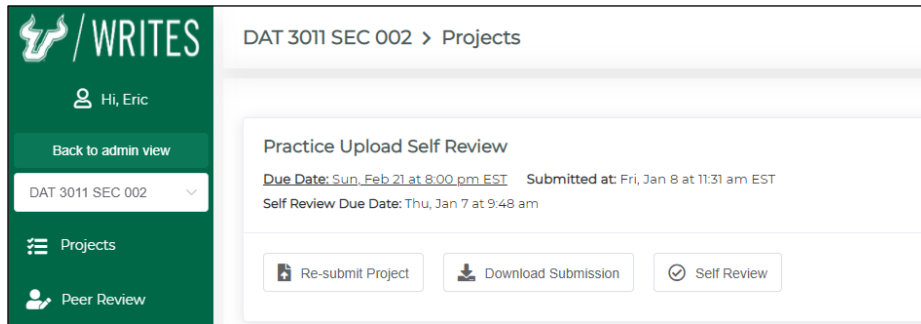 / WRITES
DAT 3011 SEC 002 > Projects
Hi, Eric
Back to admin view
DAT 3011 SEC 002
Projects
Peer Review
Practice Upload Self Review
Due Date: Sun, Feb 21 at 8:00 pm EST Submitted at: Fri, Jan 8 at 11:31 am EST
Self Review Due Date: Thu, Jan 7 at 9:48 am
Re-submit Project Download Submission Self Review